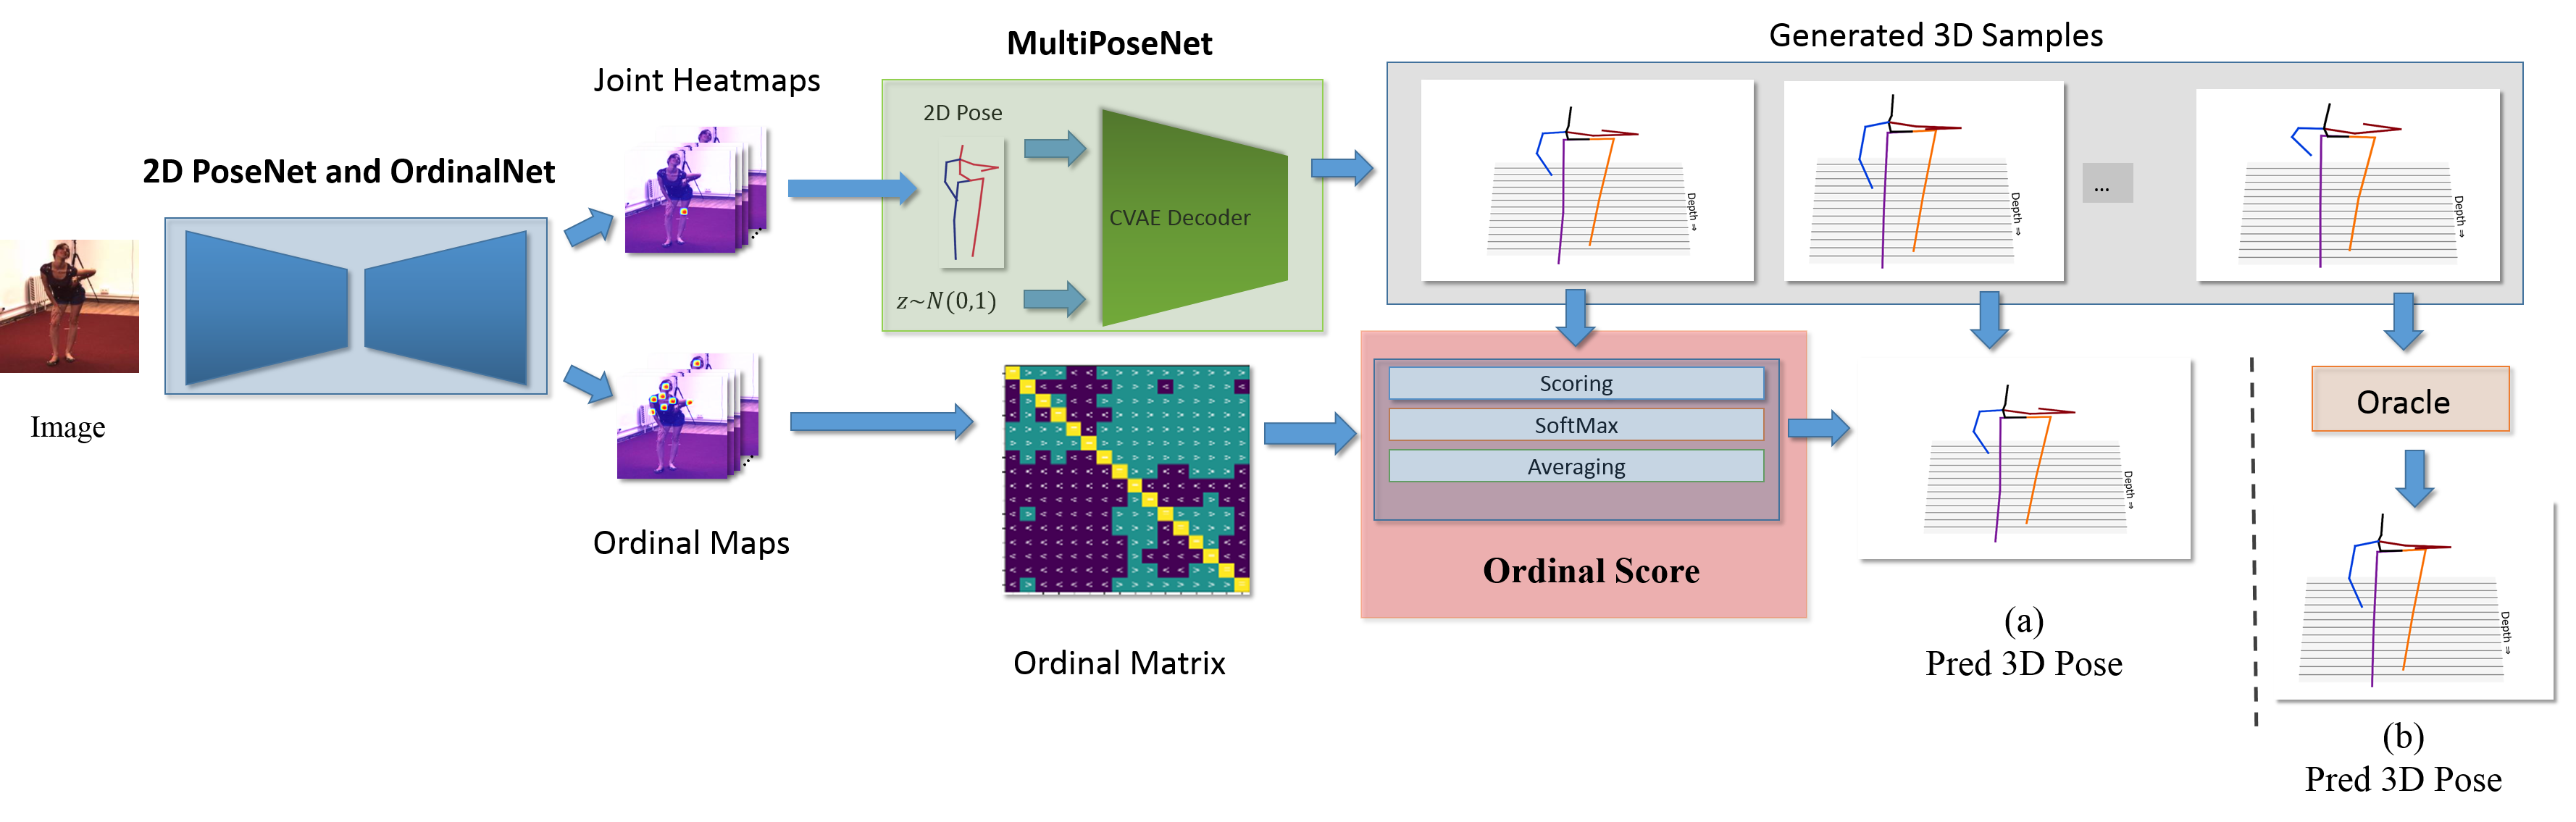 MultiPoseNet
Generated 3D Samples
Joint Heatmaps
2D PoseNet and OrdinalNet
2D Pose
CVAE Decoder
z~N(0,1)
Depth ⇒
Depth ⇒
...
Depth ⇒
Image
Scoring
SoftMax
Averaging
Ordinal Score
Oracle
Depth ⇒
Ordinal Maps
Ordinal Matrix
(a)
Pred 3D Pose
Depth ⇒
(b)
Pred 3D Pose